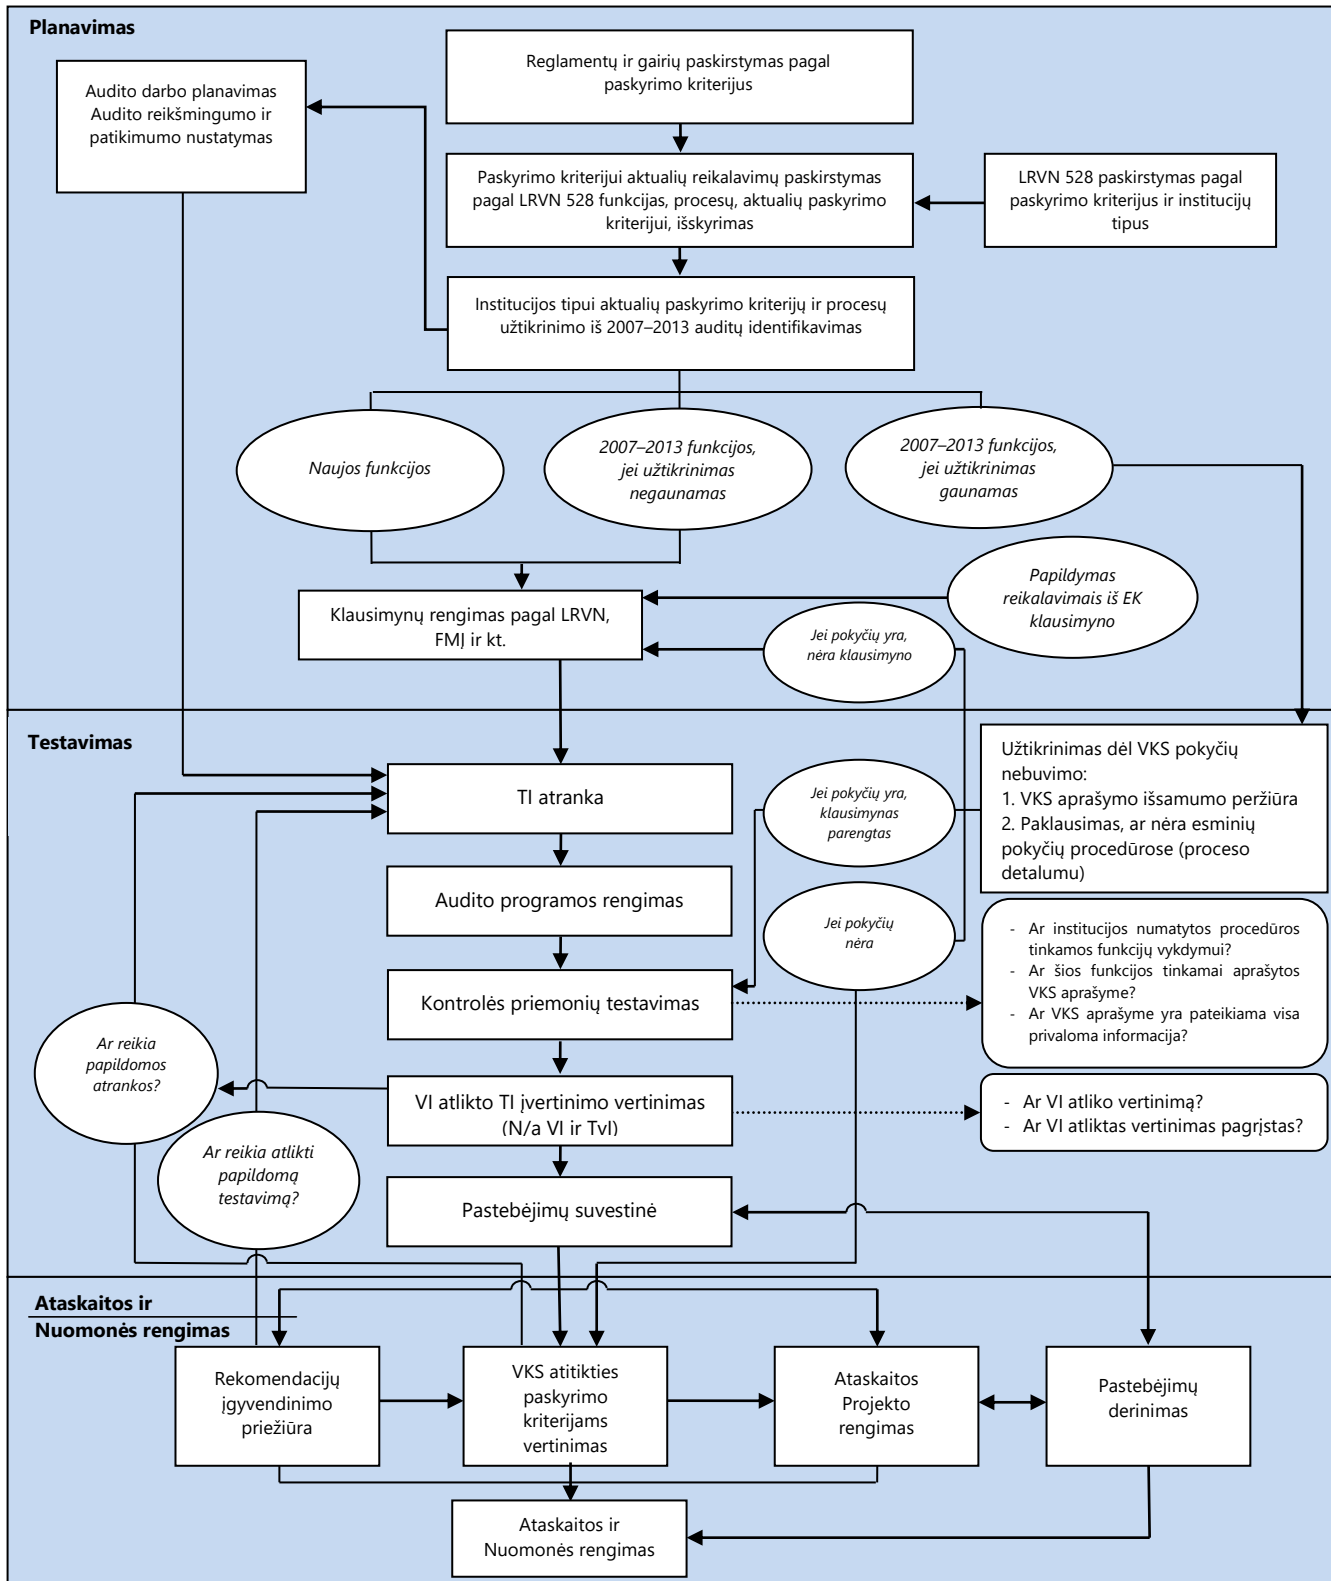 Planavimas
Reglamentų ir gairių paskirstymas pagal
paskyrimo kriterijus
Audito darbo planavimas
Audito reikšmingumo ir
patikimumo nustatymas
Paskyrimo kriterijui aktualių reikalavimų paskirstymas
pagal LRVN 528 funkcijas, procesų, aktualių paskyrimo
kriterijui, išskyrimas
LRVN 528 paskirstymas pagal
paskyrimo kriterijus ir institucijų
tipus
Institucijos tipui aktualių paskyrimo kriterijų ir procesų
užtikrinimo iš 2007–2013 auditų identifikavimas
Naujos funkcijos
2007–2013 funkcijos,
jei užtikrinimas
negaunamas
2007–2013 funkcijos,
jei užtikrinimas
gaunamas
Papildymas
reikalavimais iš EK
klausimyno
Klausimynų rengimas pagal LRVN,
FMĮ ir kt.
Jei pokyčių yra,
nėra klausimyno
Testavimas
Užtikrinimas dėl VKS pokyčių
nebuvimo:
1. VKS aprašymo išsamumo peržiūra
2. Paklausimas, ar nėra esminių
pokyčių procedūrose (proceso
detalumu)
TI atranka
Jei pokyčių yra,
klausimynas
parengtas
Audito programos rengimas
Jei pokyčių
nėra
- Ar institucijos numatytos procedūros
tinkamos funkcijų vykdymui?
- Ar šios funkcijos tinkamai aprašytos
VKS aprašyme?
- Ar VKS aprašyme yra pateikiama visa
privaloma informacija?
Kontrolės priemonių testavimas
Ar reikia
papildomos
atrankos?
VI atlikto TI įvertinimo vertinimas
(N/a VI ir TvI)
- Ar VI atliko vertinimą?
- Ar VI atliktas vertinimas pagrįstas?
Ar reikia atlikti
papildomą
testavimą?
Pastebėjimų suvestinė
Ataskaitos ir
Nuomonės rengimas
Rekomendacijų
įgyvendinimo
priežiūra
VKS atitikties
paskyrimo
kriterijams
vertinimas
Ataskaitos
Projekto
rengimas
Pastebėjimų
derinimas
Ataskaitos ir
Nuomonės rengimas